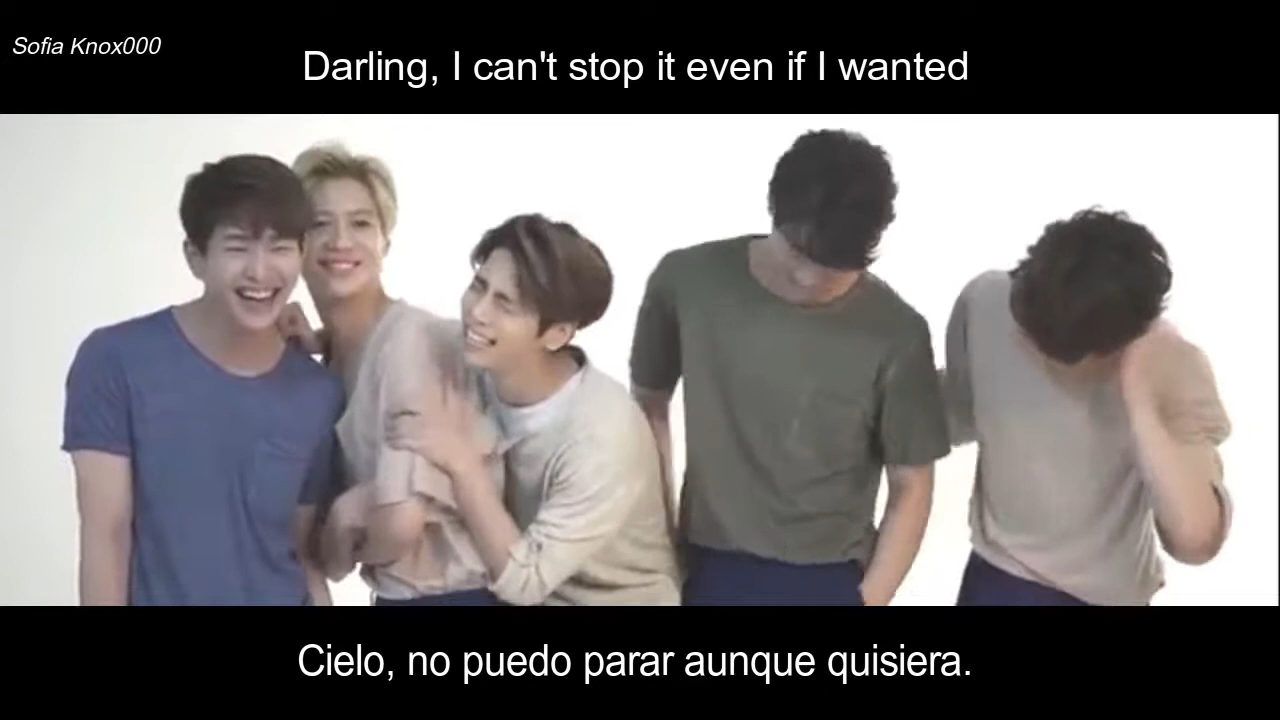 Sofia Knox000
Darling, I can't stop it even if I wanted
Cielo, no puedo parar aunque quisiera.